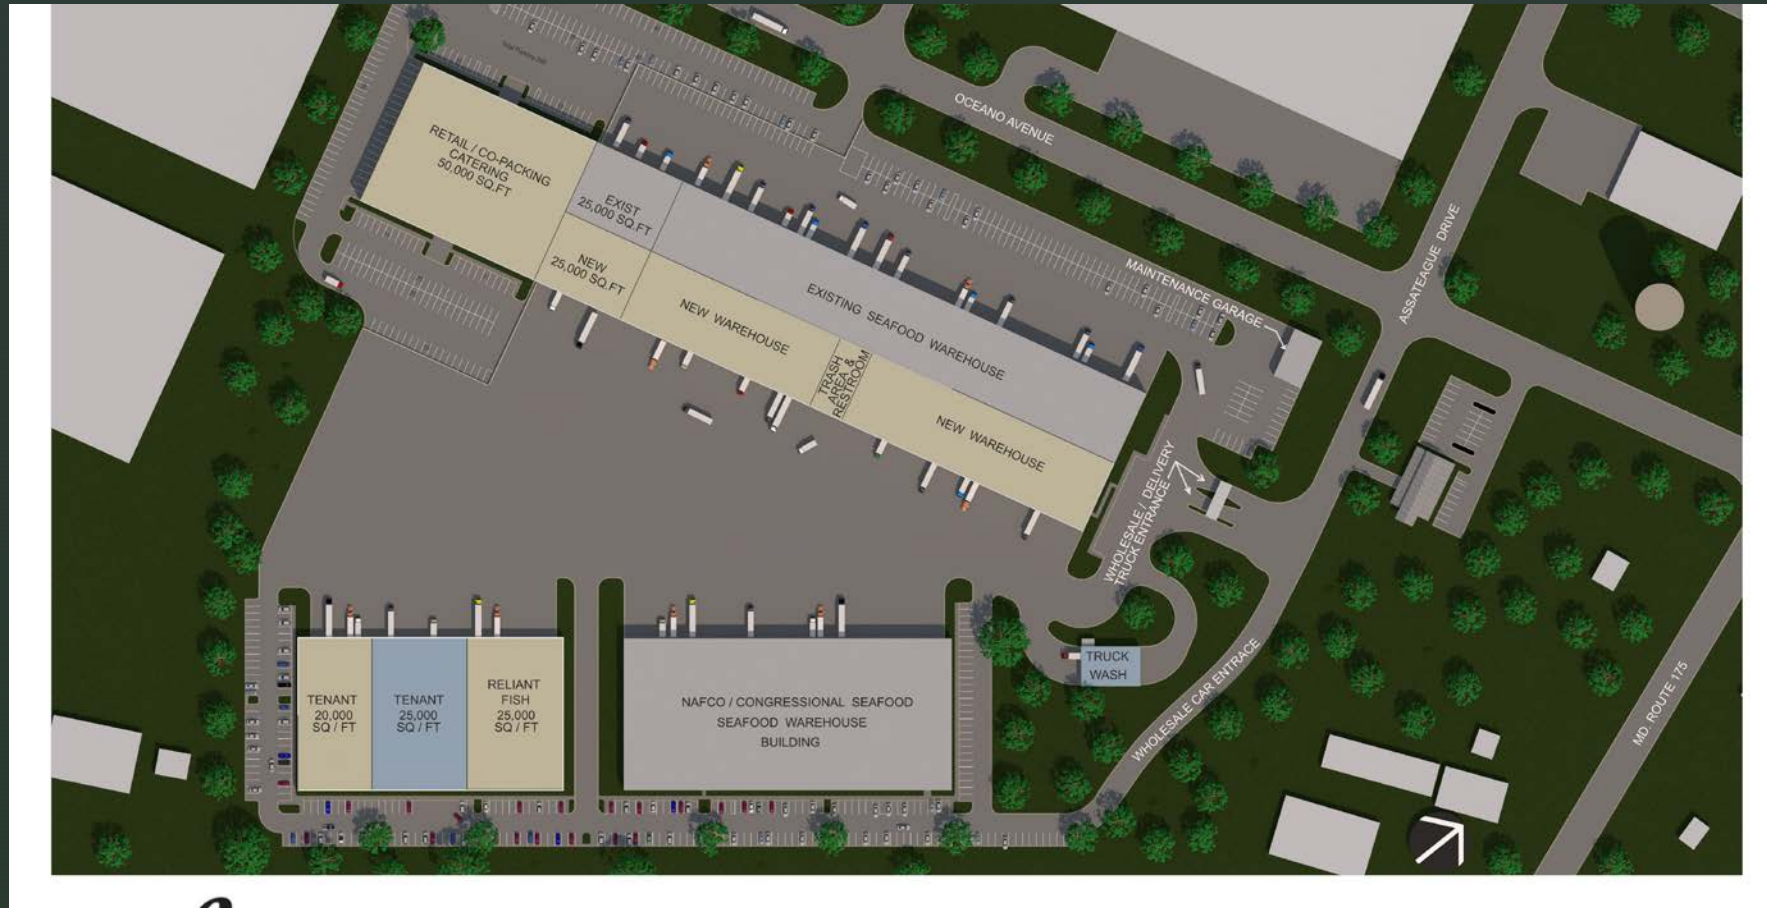 OCEANO AVENUE
RETAIL / CO-PACKING
CATERING
50,000 SQ.FT
EXIST
25,000 SQ.FT
NEW
25,000 SQ.FT
ASSATEAGUE DRIVE
MAINTENANCE GARAGE
EXISTING SEAFOOD WAREHOUSE
NEW WAREHOUSE
TRASH
AREA &
RESTROOM
NEW WAREHOUSE
WHOLESALE / DELIVERY
TRUCK ENTRANCE
TRUCK
WASH
WHOLESALE CAR ENTRACE
MD. ROUTE 175
TENANT
20,000
SQ / FT
TENANT
25,000
SQ / FT
RELIANT
FISH
25,000
SQ / FT
NAFCO / CONGRESSIONAL SEAFOOD
SEAFOOD WAREHOUSE
BUILDING